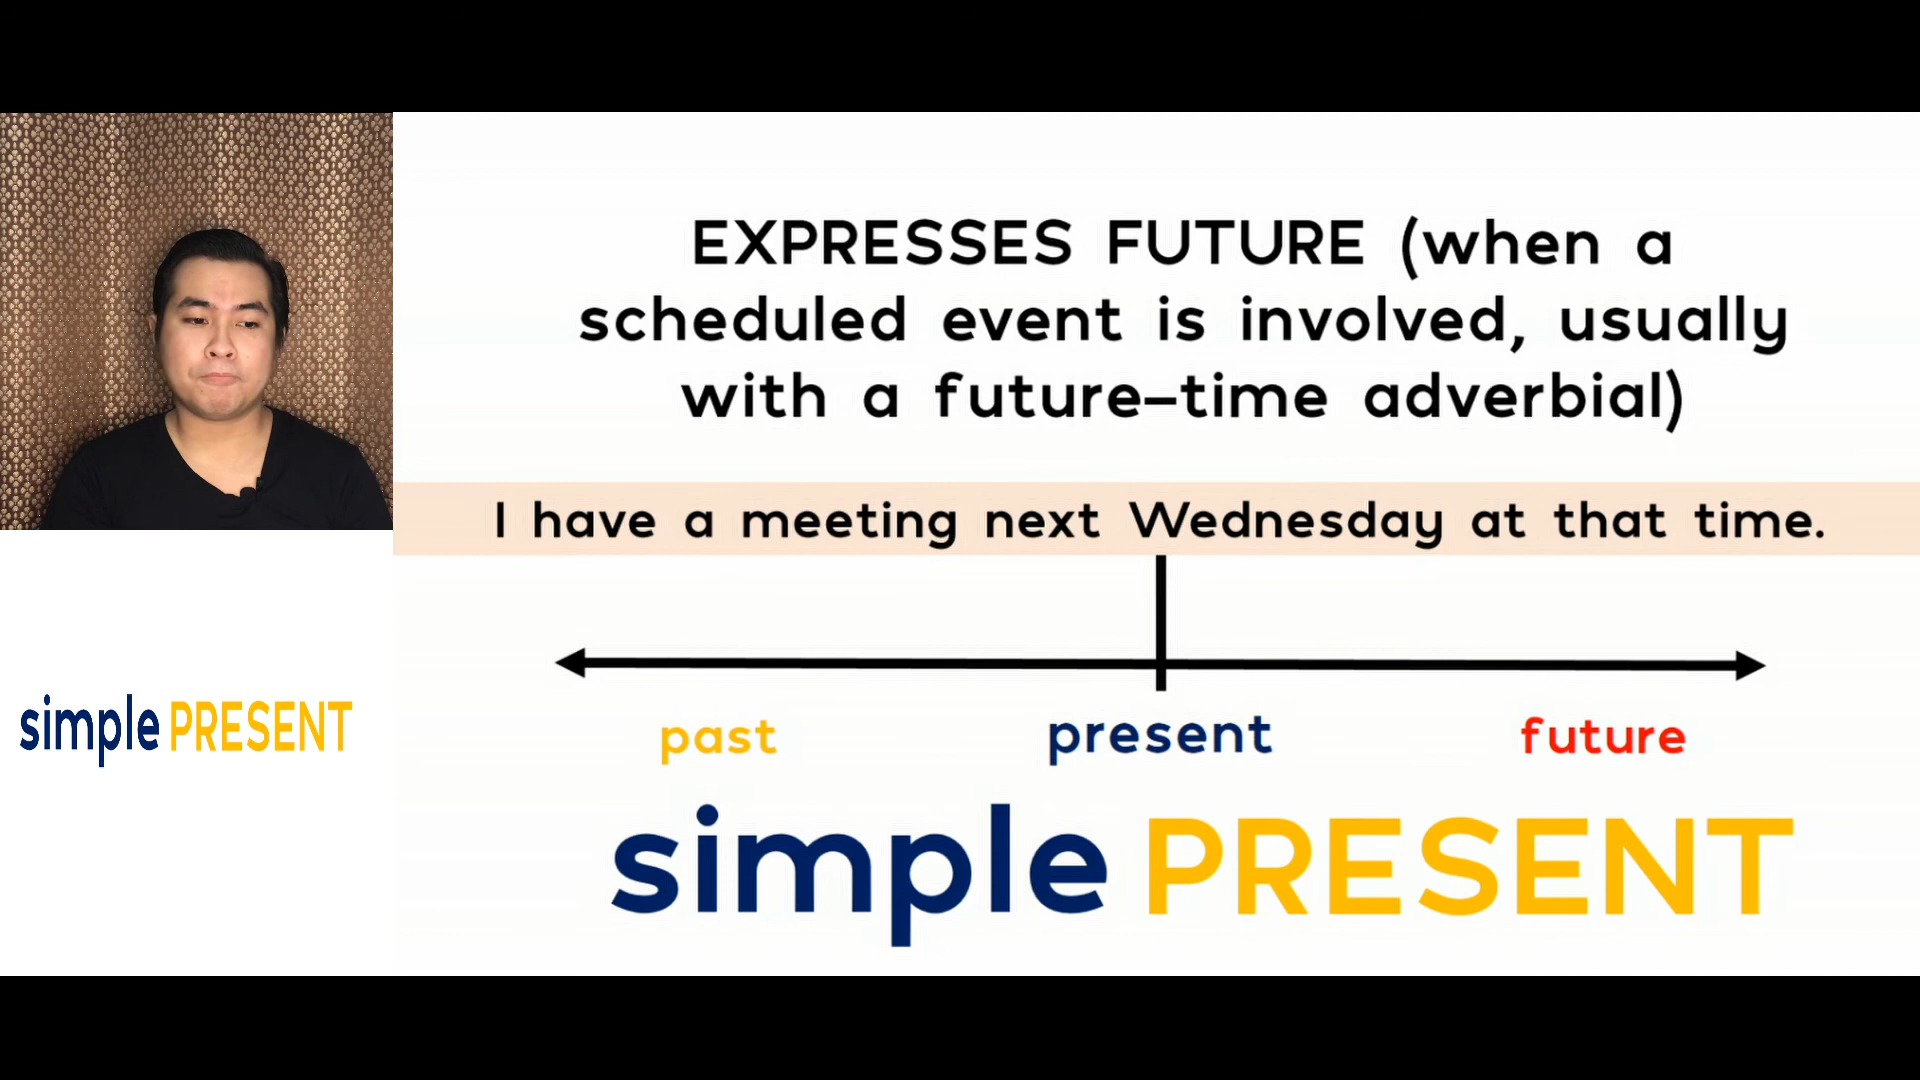 EXPRESSES FUTURE (when a
scheduled event is involved, usually
with a future-time adverbial)
I have a meeting next Wednesday at that time.
past present future
simple PRESENT
simple PRESENT